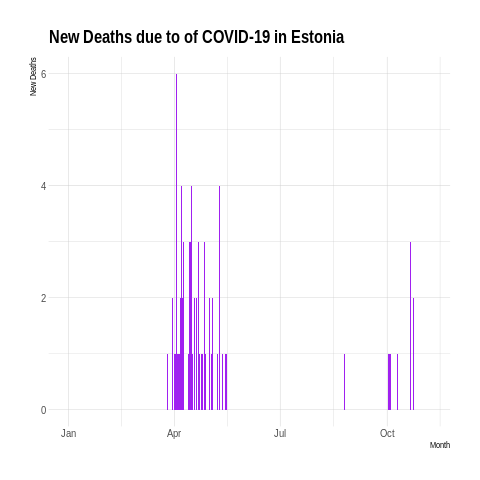 New Deaths due to of COVID-19 in Estonia
New Deaths
6
4
2
0
Jan Apr Jul Oct
Month